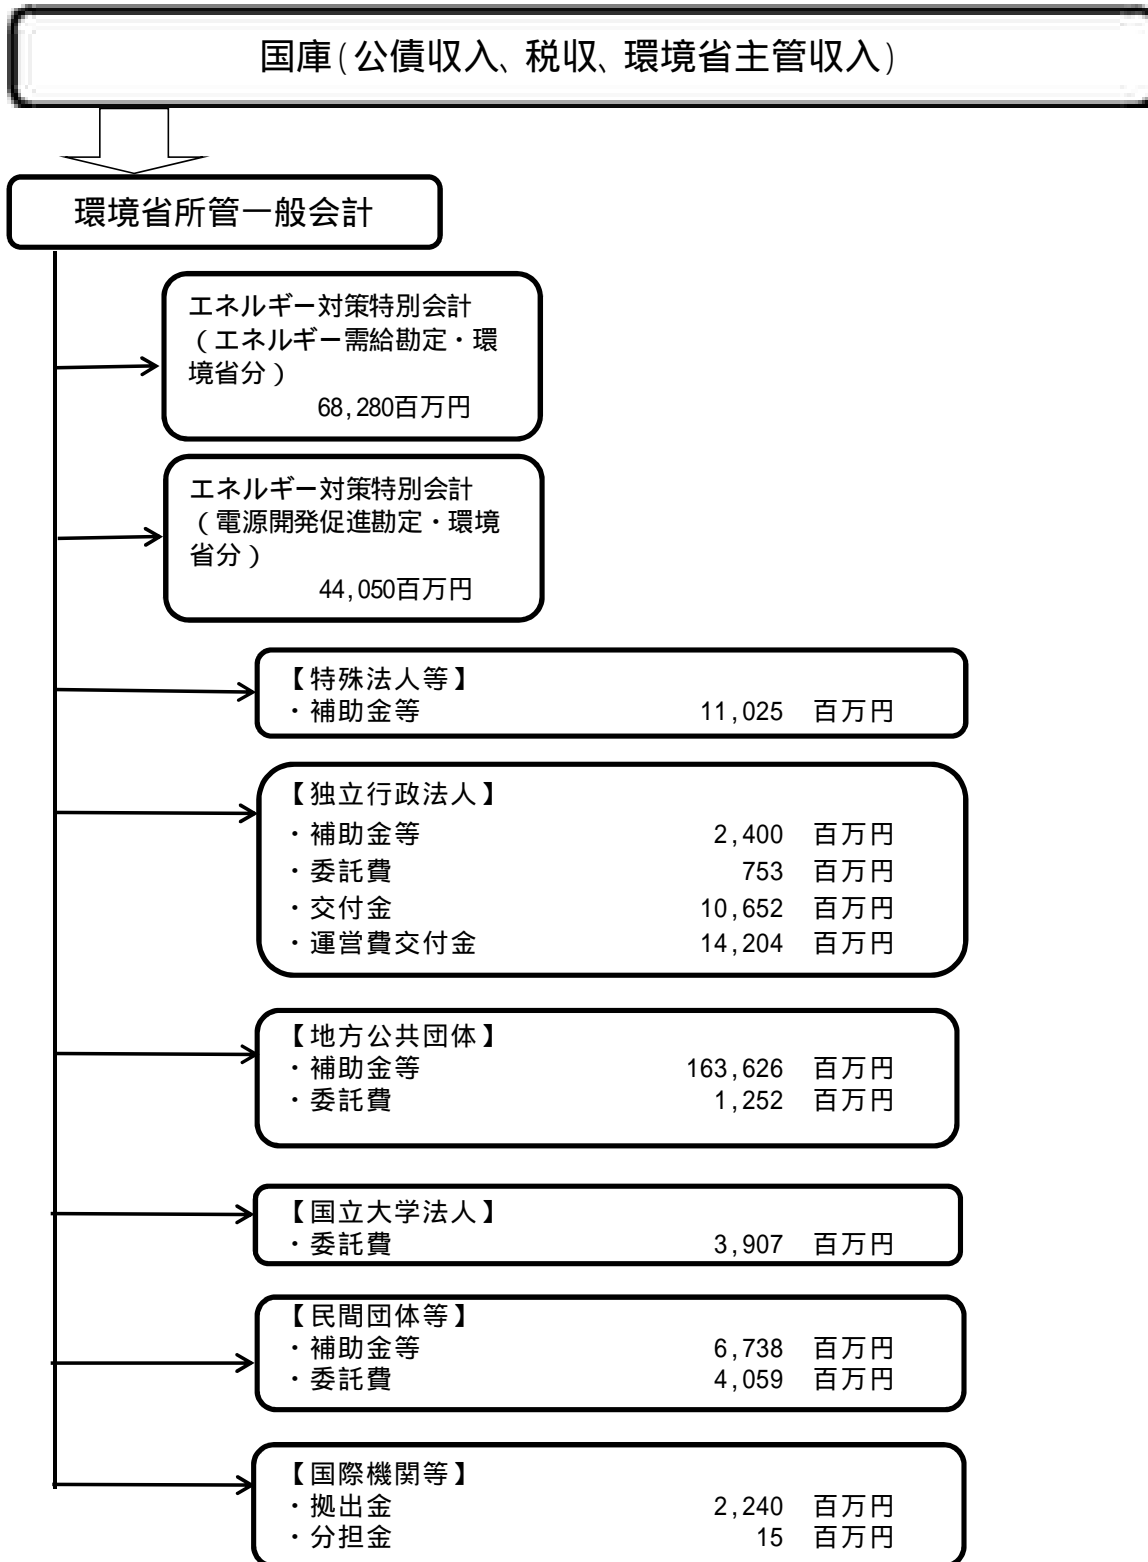 国庫(公債収入、税収、環境省主管収入)
環境省所管一般会計
エネルギー対策特別会計
(エネルギー需給勘定・環
境省分)
68,280百万円
エネルギー対策特別会計
(電源開発促進勘定・環境
省分)
44,050百万円
【特殊法人等】
・補助金等 11,025 百万円
【独立行政法人】
・補助金等 2,400 百万円
・委託費 753 百万円
・交付金 10,652 百万円
・運営費交付金 14,204 百万円
【地方公共団体】
・補助金等 163,626 百万円
・委託費 1,252 百万円
【国立大学法人】
・委託費 3,907 百万円
【民間団体等】
・補助金等 6,738 百万円
・委託費 4,059 百万円
【国際機関等】
・拠出金 2,240 百万円
・分担金 15 百万円